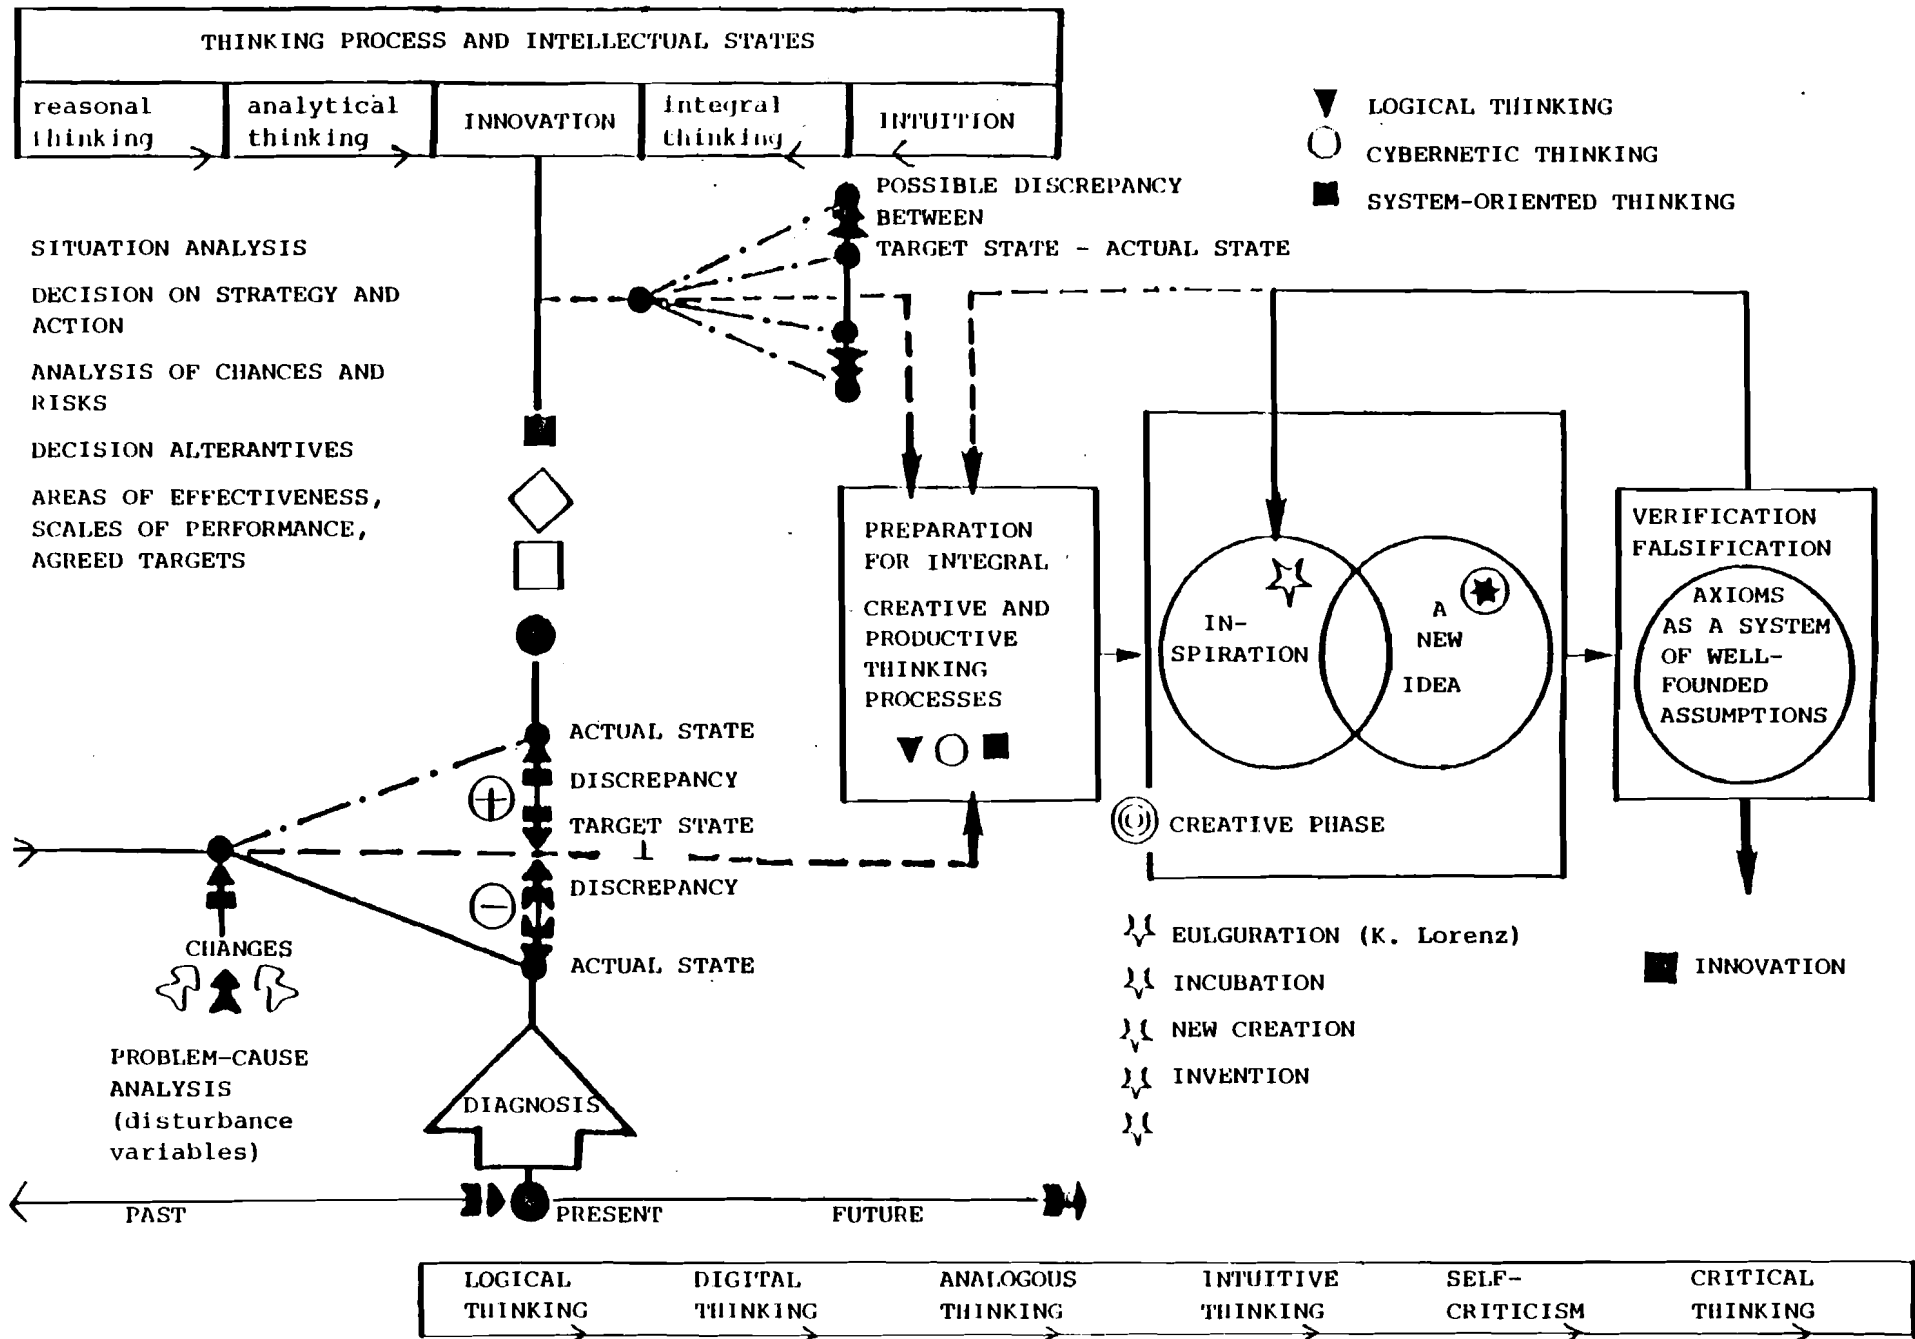 THINKING PROCESS AND INTELLECTUAL STATES
reasonal
thinking
analytical
thinking
INNOVATION
integral
thinking
INTUITION
LOGICAL THINKING
CYBERNETIC THINKING
SYSTEM-ORIENTED THINKING
POSSIBLE DISCREPANCY
BETWEEN
TARGET STATE - ACTUAL STATE
SITUATION ANALYSIS
DECISION ON STRATEGY AND
ACTION
ANALYSIS OF CHANCES AND
RISKS
DECISION ALTERANTIVES
AREAS OF EFFECTIVENESS,
SCALES OF PERFORMANCE,
AGREED TARGETS
PREPARATION
FOR INTEGRAL
CREATIVE AND
PRODUCTIVE
THINKING
PROCESSES
IN-
SPIRATION
A
NEW
IDEA
VERIFICATION
FALSIFICATION
AXIOMS
AS A SYSTEM
OF WELL-
FOUNDED
ASSUMPTIONS
ACTUAL STATE
DISCREPANCY
TARGET STATE
DISCREPANCY
ACTUAL STATE
CREATIVE PHASE
CHANGES
PROBLEM-CAUSE
ANALYSIS
(disturbance
variables)
EULGURATION (K. Lorenz)
INCUBATION
NEW CREATION
INVENTION
INNOVATION
DIAGNOSIS
PAST
PRESENT
FUTURE
LOGICAL
THINKING
DIGITAL
THINKING
ANALOGOUS
THINKING
INTUITIVE
THINKING
SELF-
CRITICISM
CRITICAL
THINKING